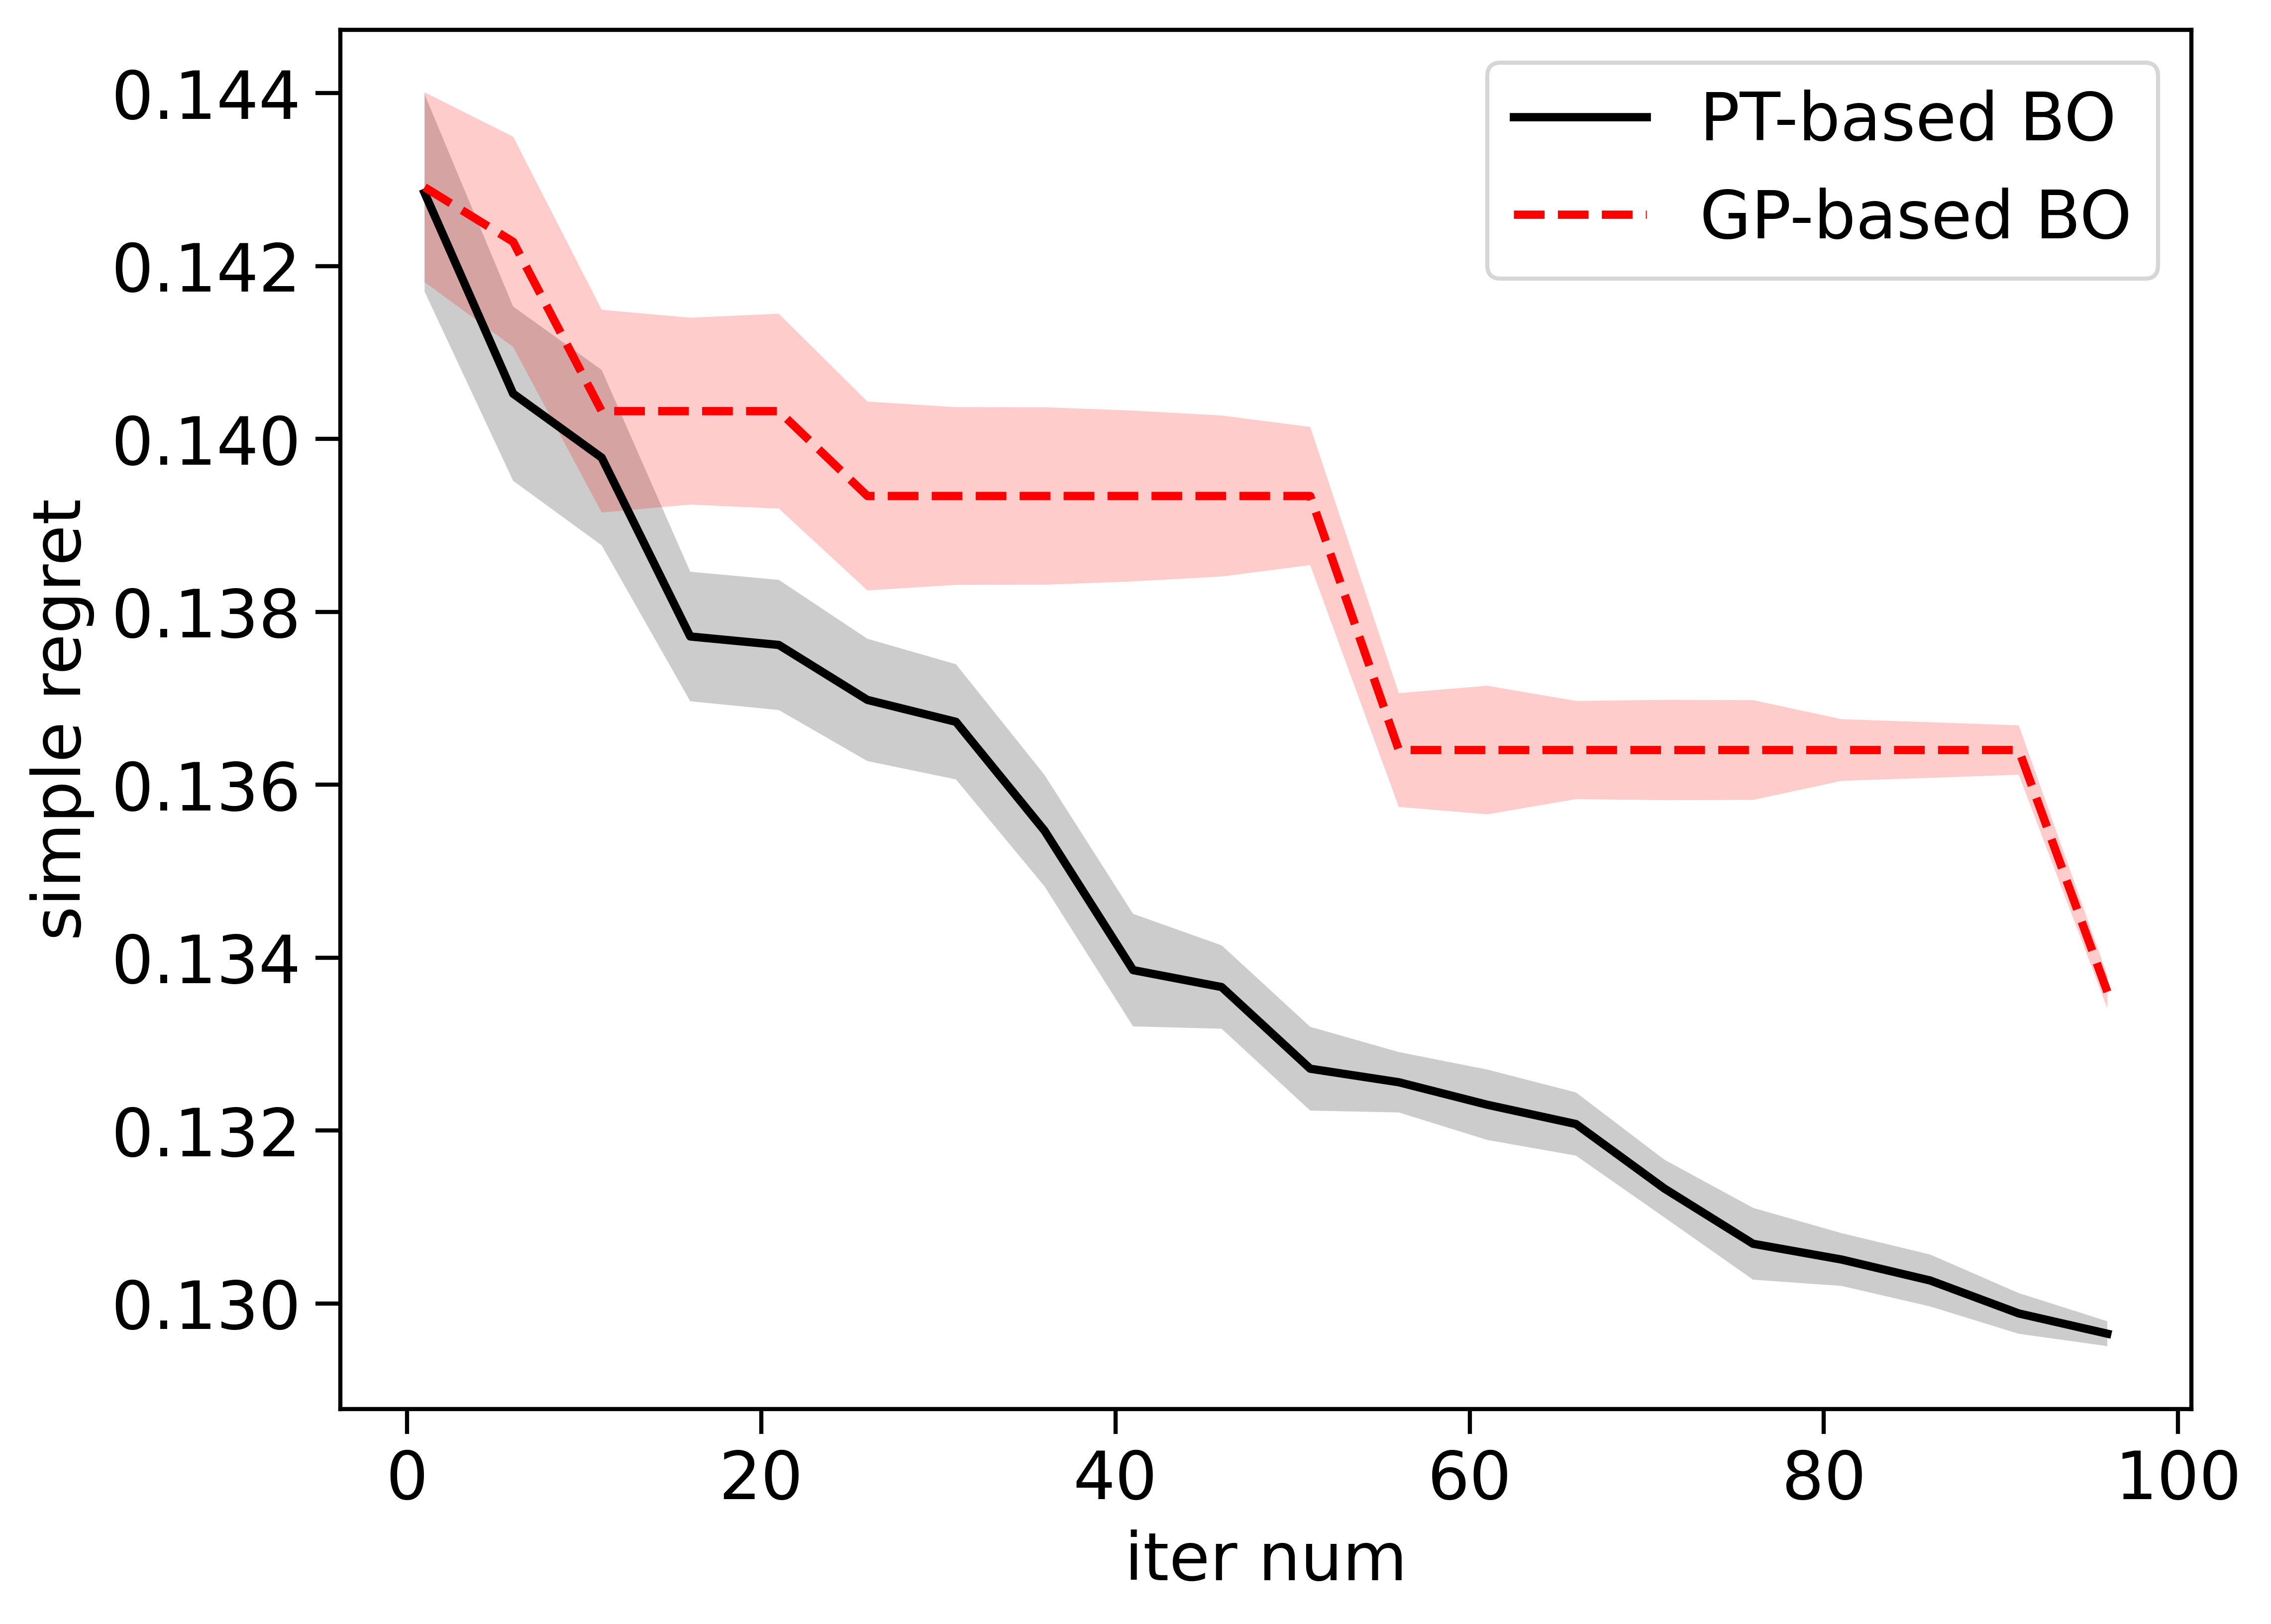 PT-based BO
GP-based BO
simple regret
0.144
0.142
0.140
0.138
0.136
0.134
0.132
0.130
0 20 40 60 80 100
iter num